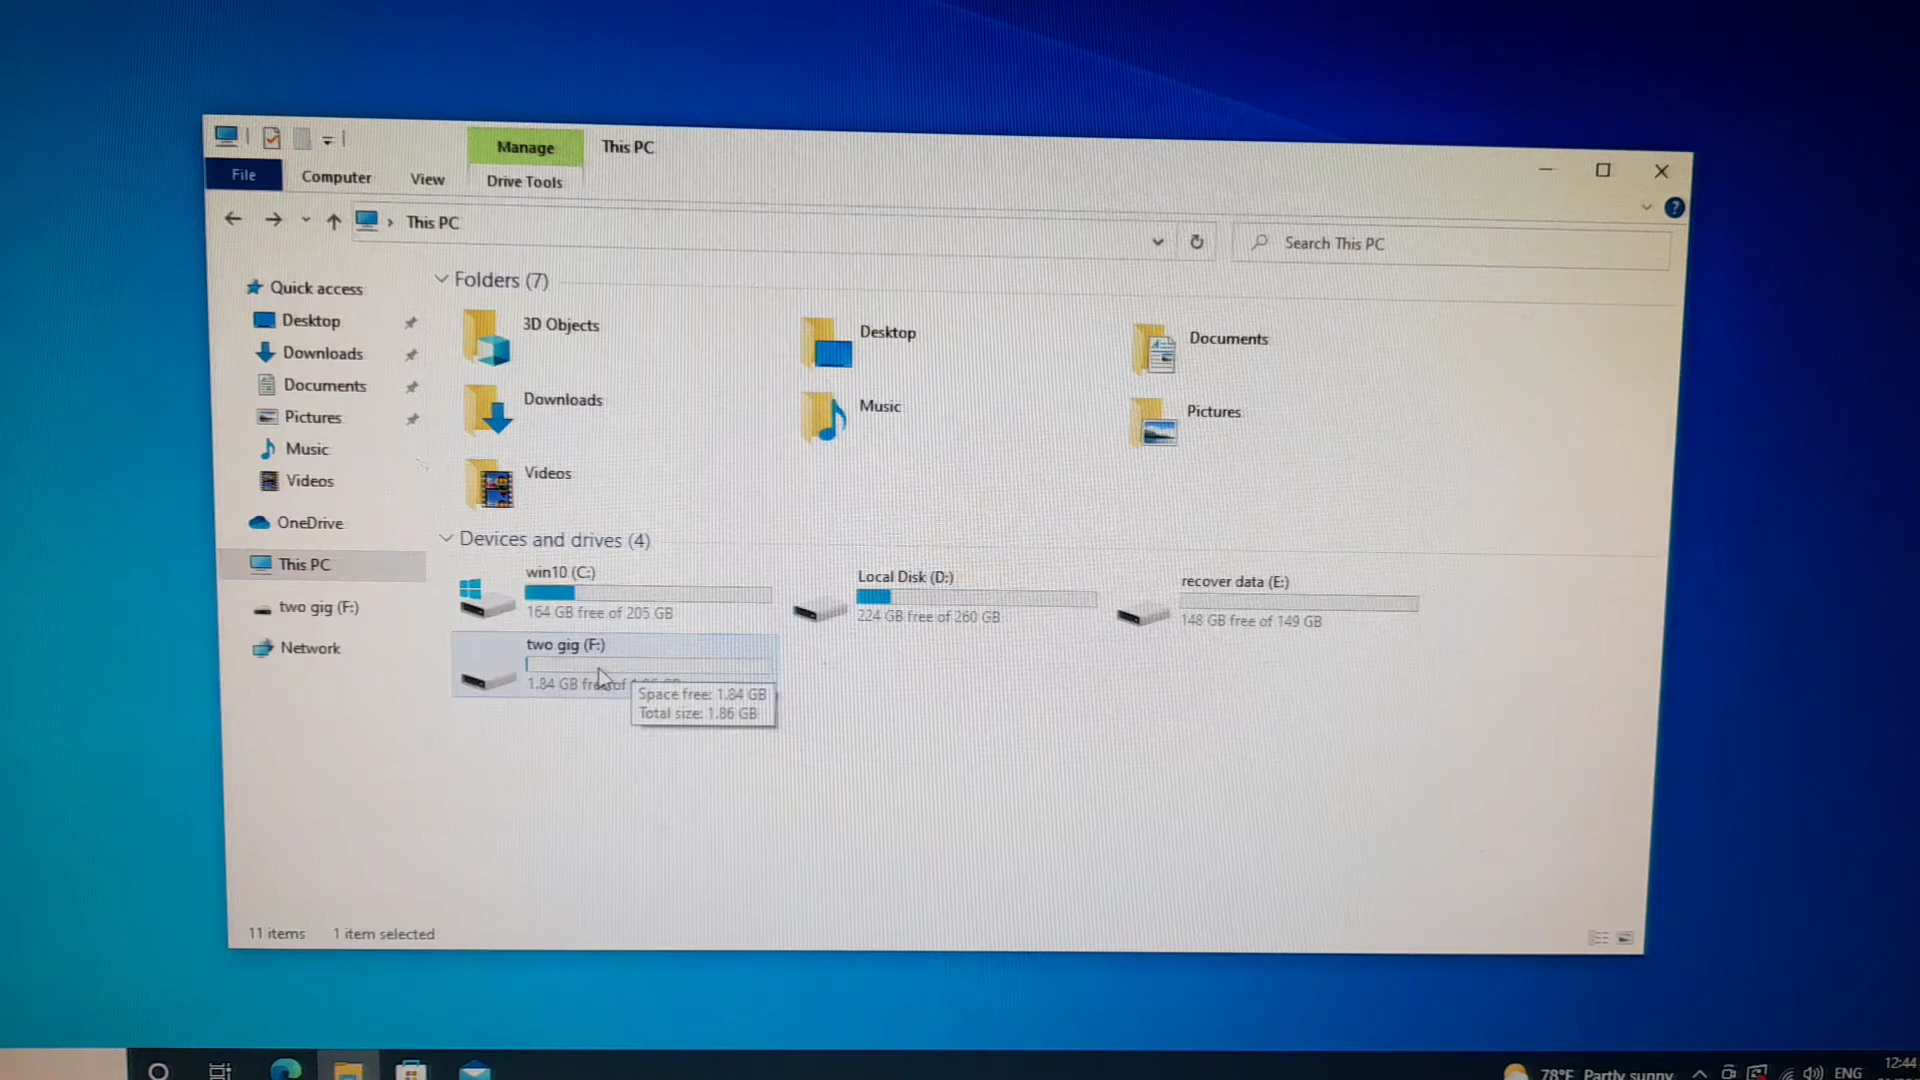 Manage
This PC
File
Computer
View
Drive Tools
This PC
Search This PC
Quick access
Desktop
Downloads
Documents
Pictures
Music
Videos
OneDrive
This PC
two gig (F:)
Network
Folders (7)
3D Objects
Desktop
Documents
Downloads
Music
Pictures
Videos
Devices and drives (4)
win10 (C:)
164 GB free of 205 GB
Local Disk (D:)
224 GB free of 260 GB
recover data (E:)
148 GB free of 149 GB
two gig (F:)
1.84 GB free of
Space free: 1.84 GB
Total size: 1.86 GB
11 items
1 item selected
78°F Partly sunny
ENG
12:44